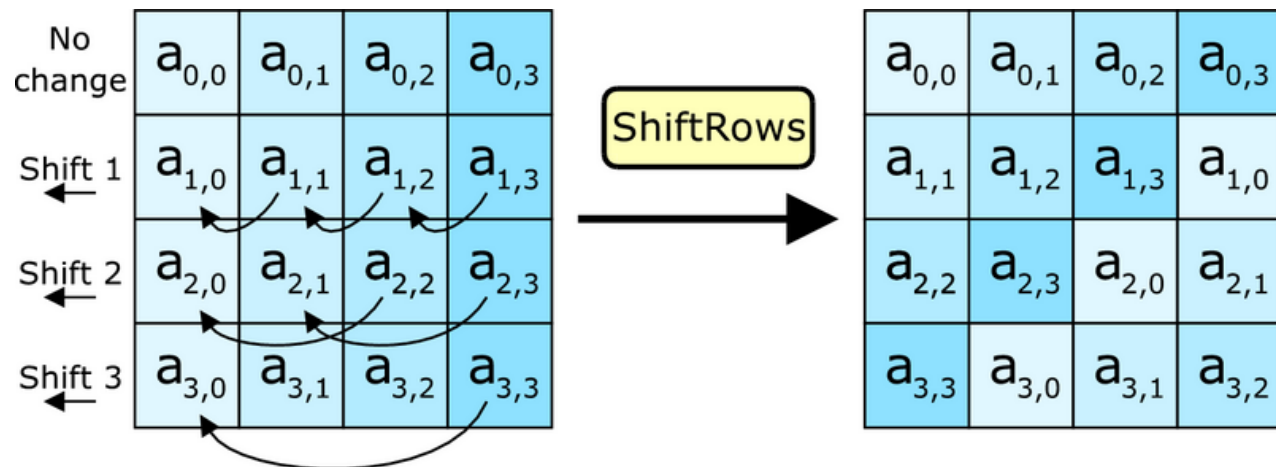 No
change
a0,0 a0,1 a0,2 a0,3
Shift 1
a1,0 a1,1 a1,2 a1,3
Shift 2
a2,0 a2,1 a2,2 a2,3
Shift 3
a3,0 a3,1 a3,2 a3,3
ShiftRows
a0,0 a0,1 a0,2 a0,3
a1,1 a1,2 a1,3 a1,0
a2,2 a2,3 a2,0 a2,1
a3,3 a3,0 a3,1 a3,2